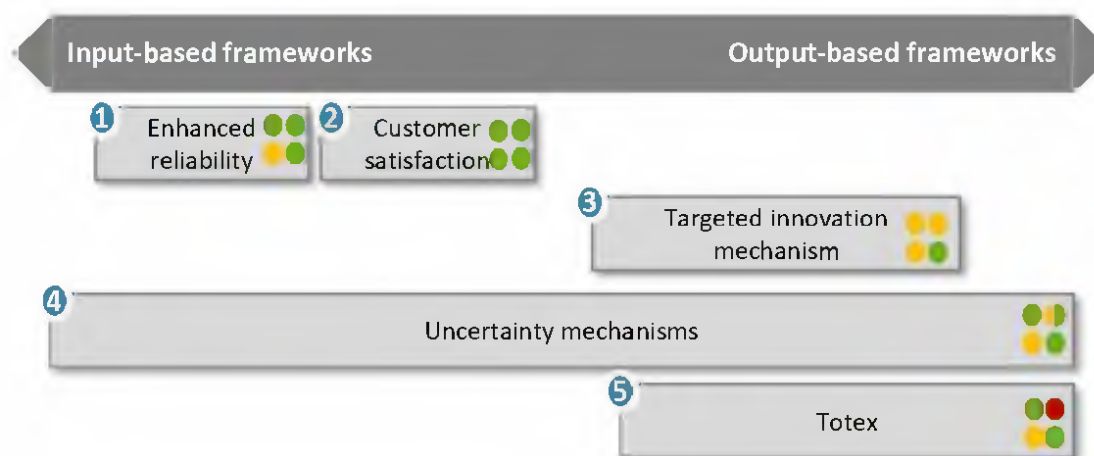 Input-based frameworks
Output-based frameworks
1
Enhanced
reliability
2
Customer
satisfaction
3
Targeted innovation
mechanism
4
Uncertainty mechanisms
5
Totex